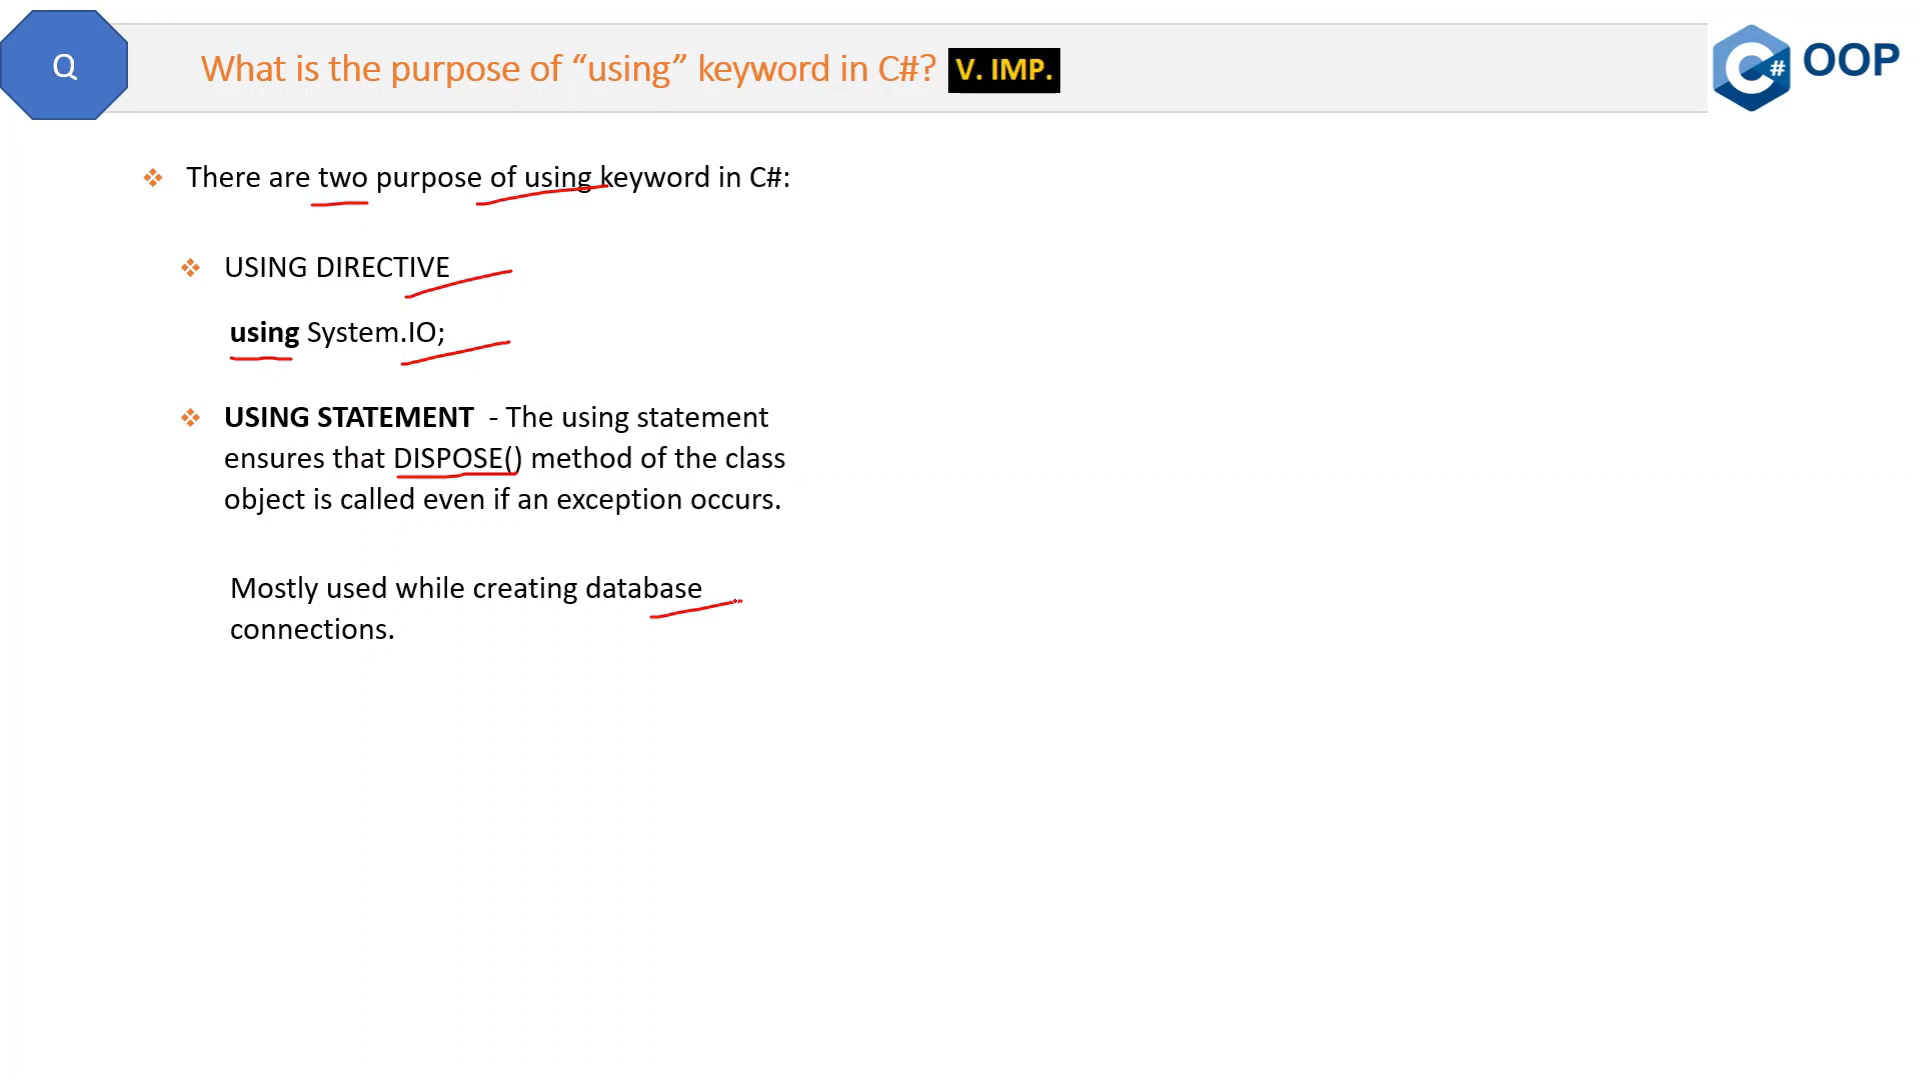 Q
What is the purpose of “using” keyword in C#? V. IMP.
C# OOP
There are two purpose of using keyword in C#:
USING DIRECTIVE
using System.IO;
USING STATEMENT - The using statement
ensures that DISPOSE() method of the class
object is called even if an exception occurs.
Mostly used while creating database
connections.